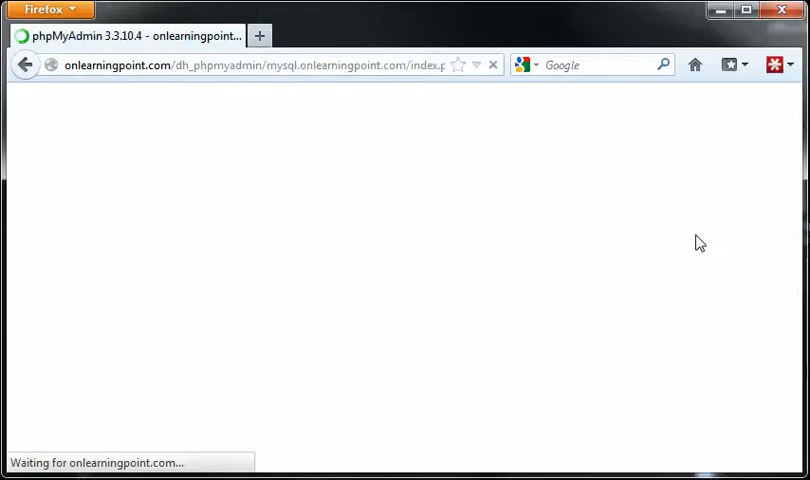 Firefox
phpMyAdmin 3.3.10.4 - onlearningpoint...
onlearningpoint.com/dh_phpmyadmin/mysql.onlearningpoint.com/index.p
Google
Waiting for onlearningpoint.com...